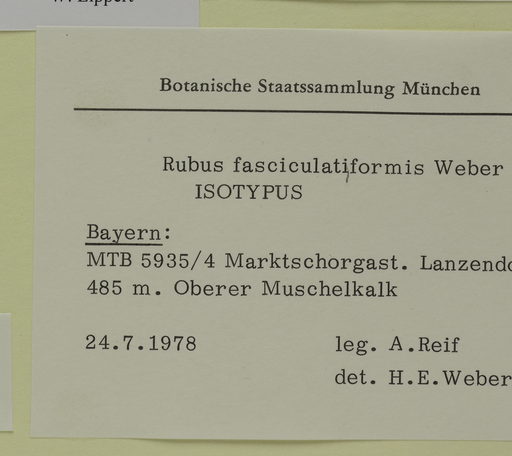 W. Lippert
Botanische Staatssammlung München
Rubus fasciculatiformis Weber
ISOTYPUS
Bayern:
MTB 5935/4 Marktschorgast. Lanzendo
485 m. Oberer Muschelkalk
24.7.1978 leg. A.Reif
det. H.E.Weber